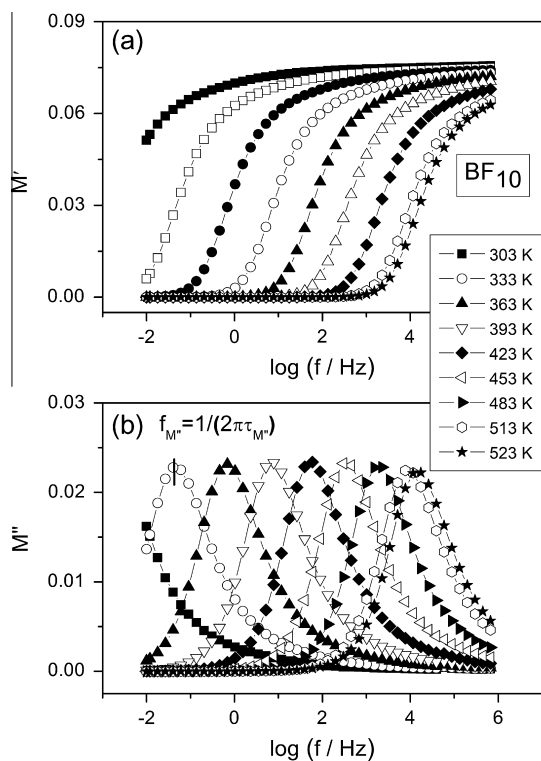 0.09
(a)
0.06
M′
BF₁₀
0.03
0.00
-2 0 2 4
log (f / Hz)
303 K
333 K
363 K
393 K
423 K
453 K
483 K
513 K
523 K
0.03
(b) f_M″=1/(2πτ_M″)
0.02
M″
0.01
0.00
-2 0 2 4 6
log (f / Hz)